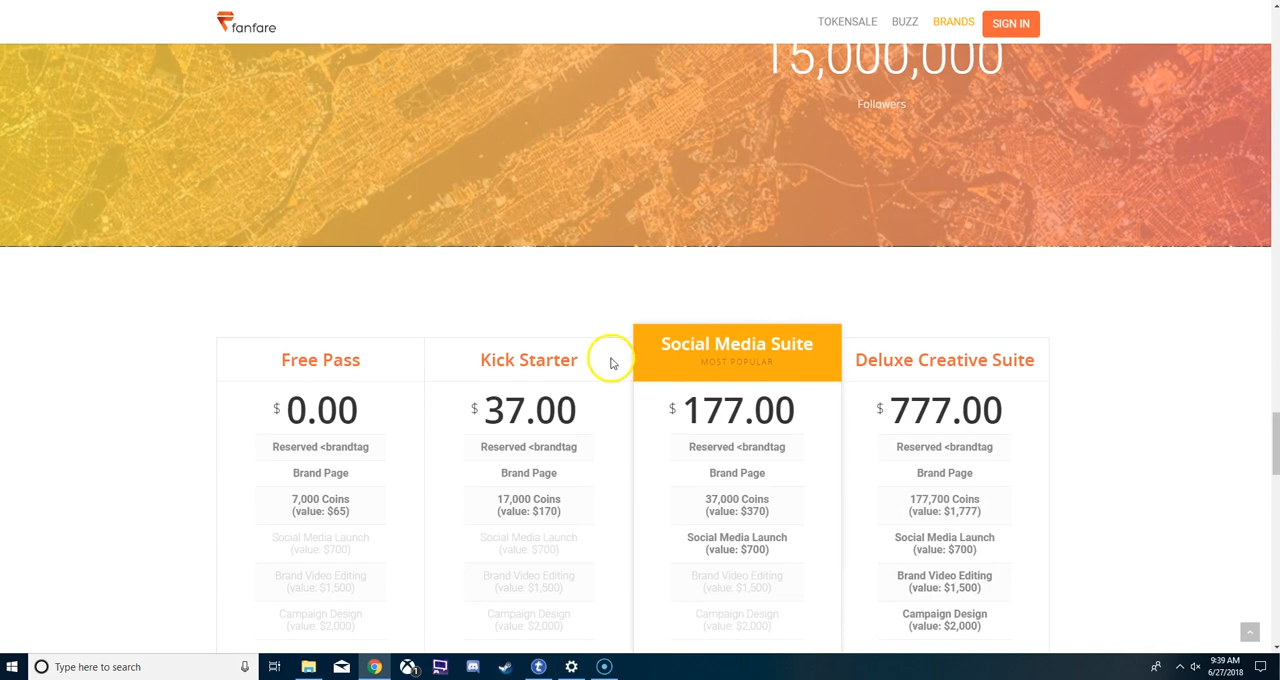 fanfare
TOKENSALE BUZZ BRANDS SIGN IN
15,000,000
Followers
Free Pass
$ 0.00
Reserved <brandtag
Brand Page
7,000 Coins
(value: $65)
Social Media Launch
(value: $700)
Brand Video Editing
(value: $1,500)
Campaign Design
(value: $2,000)
Kick Starter
$ 37.00
Reserved <brandtag
Brand Page
17,000 Coins
(value: $170)
Social Media Launch
(value: $700)
Brand Video Editing
(value: $1,500)
Campaign Design
(value: $2,000)
Social Media Suite
MOST POPULAR
$ 177.00
Reserved <brandtag
Brand Page
37,000 Coins
(value: $370)
Social Media Launch
(value: $700)
Brand Video Editing
(value: $1,500)
Campaign Design
(value: $2,000)
Deluxe Creative Suite
$ 777.00
Reserved <brandtag
Brand Page
177,700 Coins
(value: $1,777)
Social Media Launch
(value: $700)
Brand Video Editing
(value: $1,500)
Campaign Design
(value: $2,000)
Type here to search
9:39 AM
6/27/2018